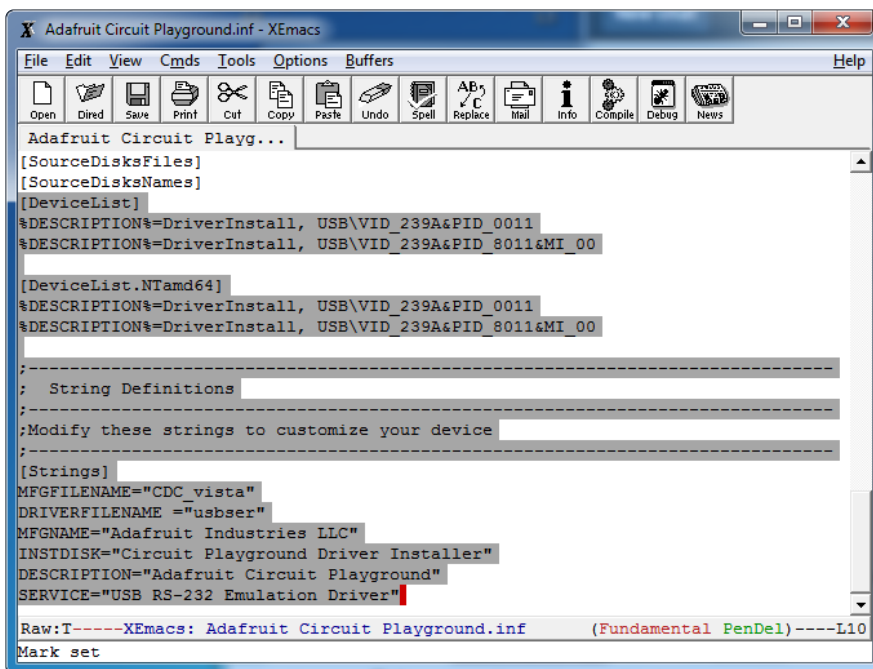 Adafruit Circuit Playground.inf - XEmacs
File Edit View Cmds Tools Options Buffers Help
Open Dired Save Print Cut Copy Paste Undo Spell Replace Mail Info Compile Debug News
Adafruit Circuit Playg...
[SourceDisksFiles]
[SourceDisksNames]
[DeviceList]
%DESCRIPTION%=DriverInstall, USB\VID_239A&PID_0011
%DESCRIPTION%=DriverInstall, USB\VID_239A&PID_8011&MI_00
[DeviceList.NTamd64]
%DESCRIPTION%=DriverInstall, USB\VID_239A&PID_0011
%DESCRIPTION%=DriverInstall, USB\VID_239A&PID_8011&MI_00
;------------------------------------------------------------------------------
;  String Definitions
;------------------------------------------------------------------------------
;Modify these strings to customize your device
;------------------------------------------------------------------------------
[Strings]
MFGFILENAME="CDC_vista"
DRIVERFILENAME ="usbser"
MFGNAME="Adafruit Industries LLC"
INSTDISK="Circuit Playground Driver Installer"
DESCRIPTION="Adafruit Circuit Playground"
SERVICE="USB RS-232 Emulation Driver"
Raw:T-----XEmacs: Adafruit Circuit Playground.inf (Fundamental PenDel)----L10
Mark set